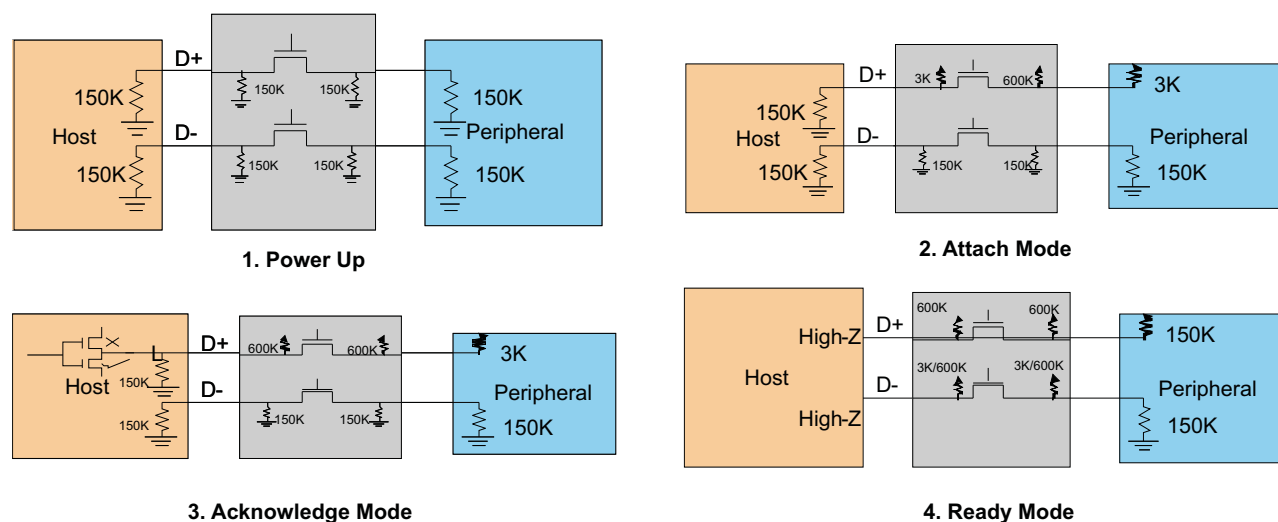 D+
150K
150K
150K
150K
Host
Peripheral
D-
150K
150K
150K
150K
1. Power Up
D+
3K
600K
3K
150K
Host
Peripheral
D-
150K
150K
150K
150K
2. Attach Mode
D+
L
600K
600K
3K
Host
150K
Peripheral
D-
150K
150K
150K
150K
3. Acknowledge Mode
High-Z
D+
600K
600K
150K
Host
Peripheral
D-
3K/600K
3K/600K
High-Z
150K
4. Ready Mode